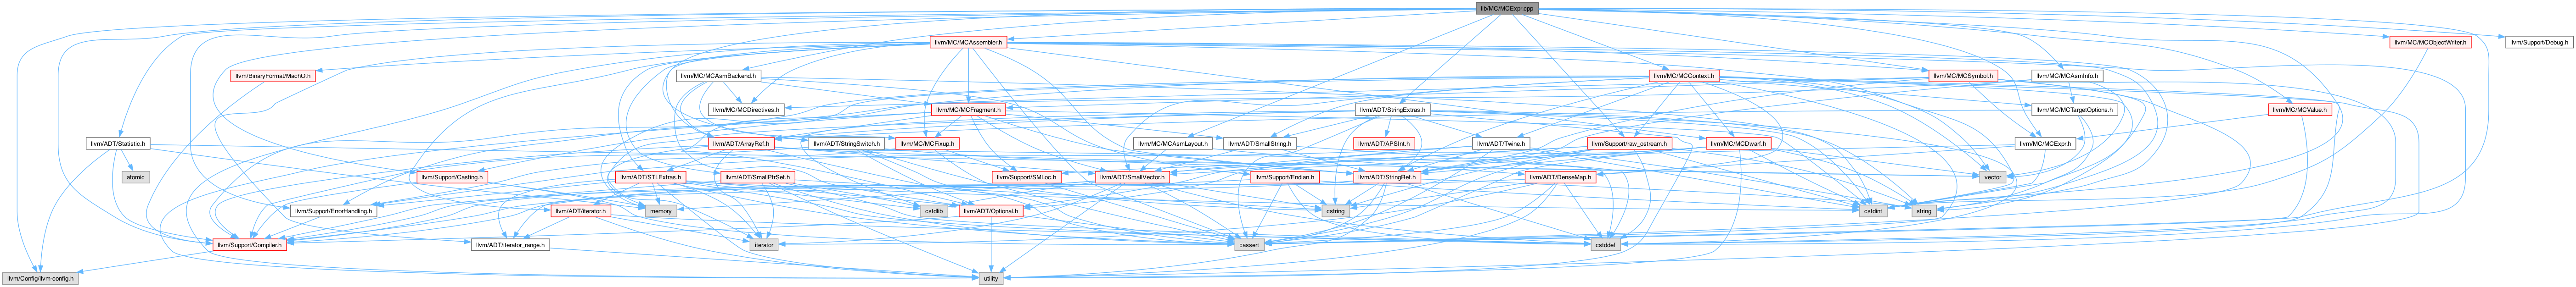 lib/MC/MCExpr.cpp
llvm/MC/MCAssembler.h
llvm/MC/MCObjectWriter.h
llvm/Support/Debug.h
llvm/BinaryFormat/MachO.h
llvm/MC/MCAsmBackend.h
llvm/MC/MCContext.h
llvm/MC/MCSymbol.h
llvm/MC/MCAsmInfo.h
llvm/MC/MCDirectives.h
llvm/MC/MCFragment.h
llvm/ADT/StringExtras.h
llvm/MC/MCTargetOptions.h
llvm/MC/MCValue.h
llvm/ADT/Statistic.h
llvm/ADT/ArrayRef.h
llvm/ADT/StringSwitch.h
llvm/MC/MCFixup.h
llvm/MC/MCAsmLayout.h
llvm/ADT/SmallString.h
llvm/ADT/APSInt.h
llvm/ADT/Twine.h
llvm/Support/raw_ostream.h
llvm/MC/MCDwarf.h
llvm/MC/MCExpr.h
atomic
llvm/Support/Casting.h
llvm/ADT/STLExtras.h
llvm/ADT/SmallPtrSet.h
llvm/Support/SMLoc.h
llvm/ADT/SmallVector.h
llvm/Support/Endian.h
llvm/ADT/StringRef.h
llvm/ADT/DenseMap.h
vector
llvm/Support/ErrorHandling.h
llvm/ADT/iterator.h
memory
cstdlib
llvm/ADT/Optional.h
cstring
cstdint
string
llvm/Support/Compiler.h
llvm/ADT/iterator_range.h
iterator
cassert
cstddef
llvm/Config/llvm-config.h
utility